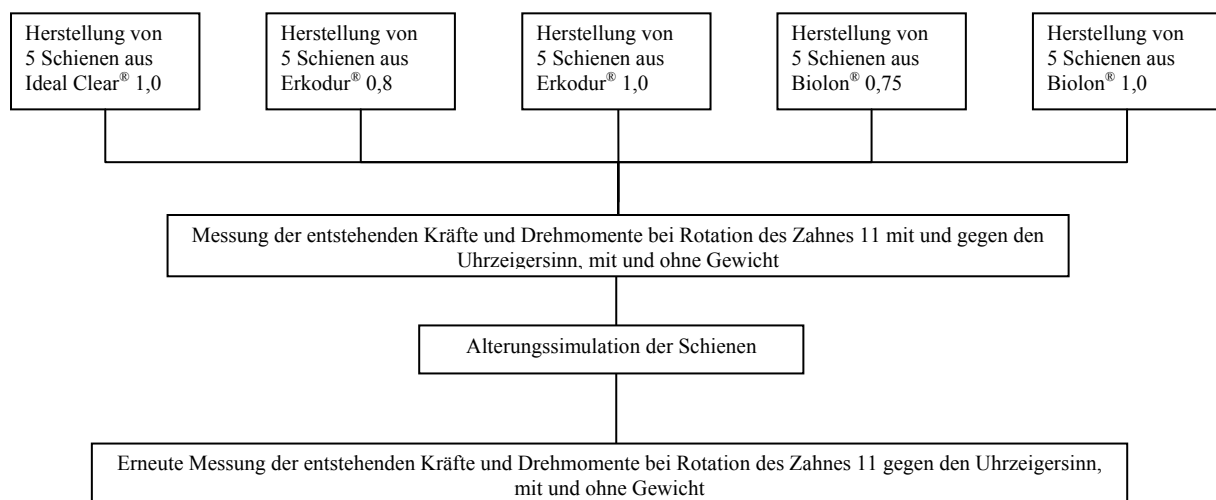 Herstellung von
5 Schienen aus
Ideal Clear® 1,0
Herstellung von
5 Schienen aus
Erkodur® 0,8
Herstellung von
5 Schienen aus
Erkodur® 1,0
Herstellung von
5 Schienen aus
Biolon® 0,75
Herstellung von
5 Schienen aus
Biolon® 1,0
Messung der entstehenden Kräfte und Drehmomente bei Rotation des Zahnes 11 mit und gegen den
Uhrzeigersinn, mit und ohne Gewicht
Alterungssimulation der Schienen
Erneute Messung der entstehenden Kräfte und Drehmomente bei Rotation des Zahnes 11 gegen den Uhrzeigersinn,
mit und ohne Gewicht